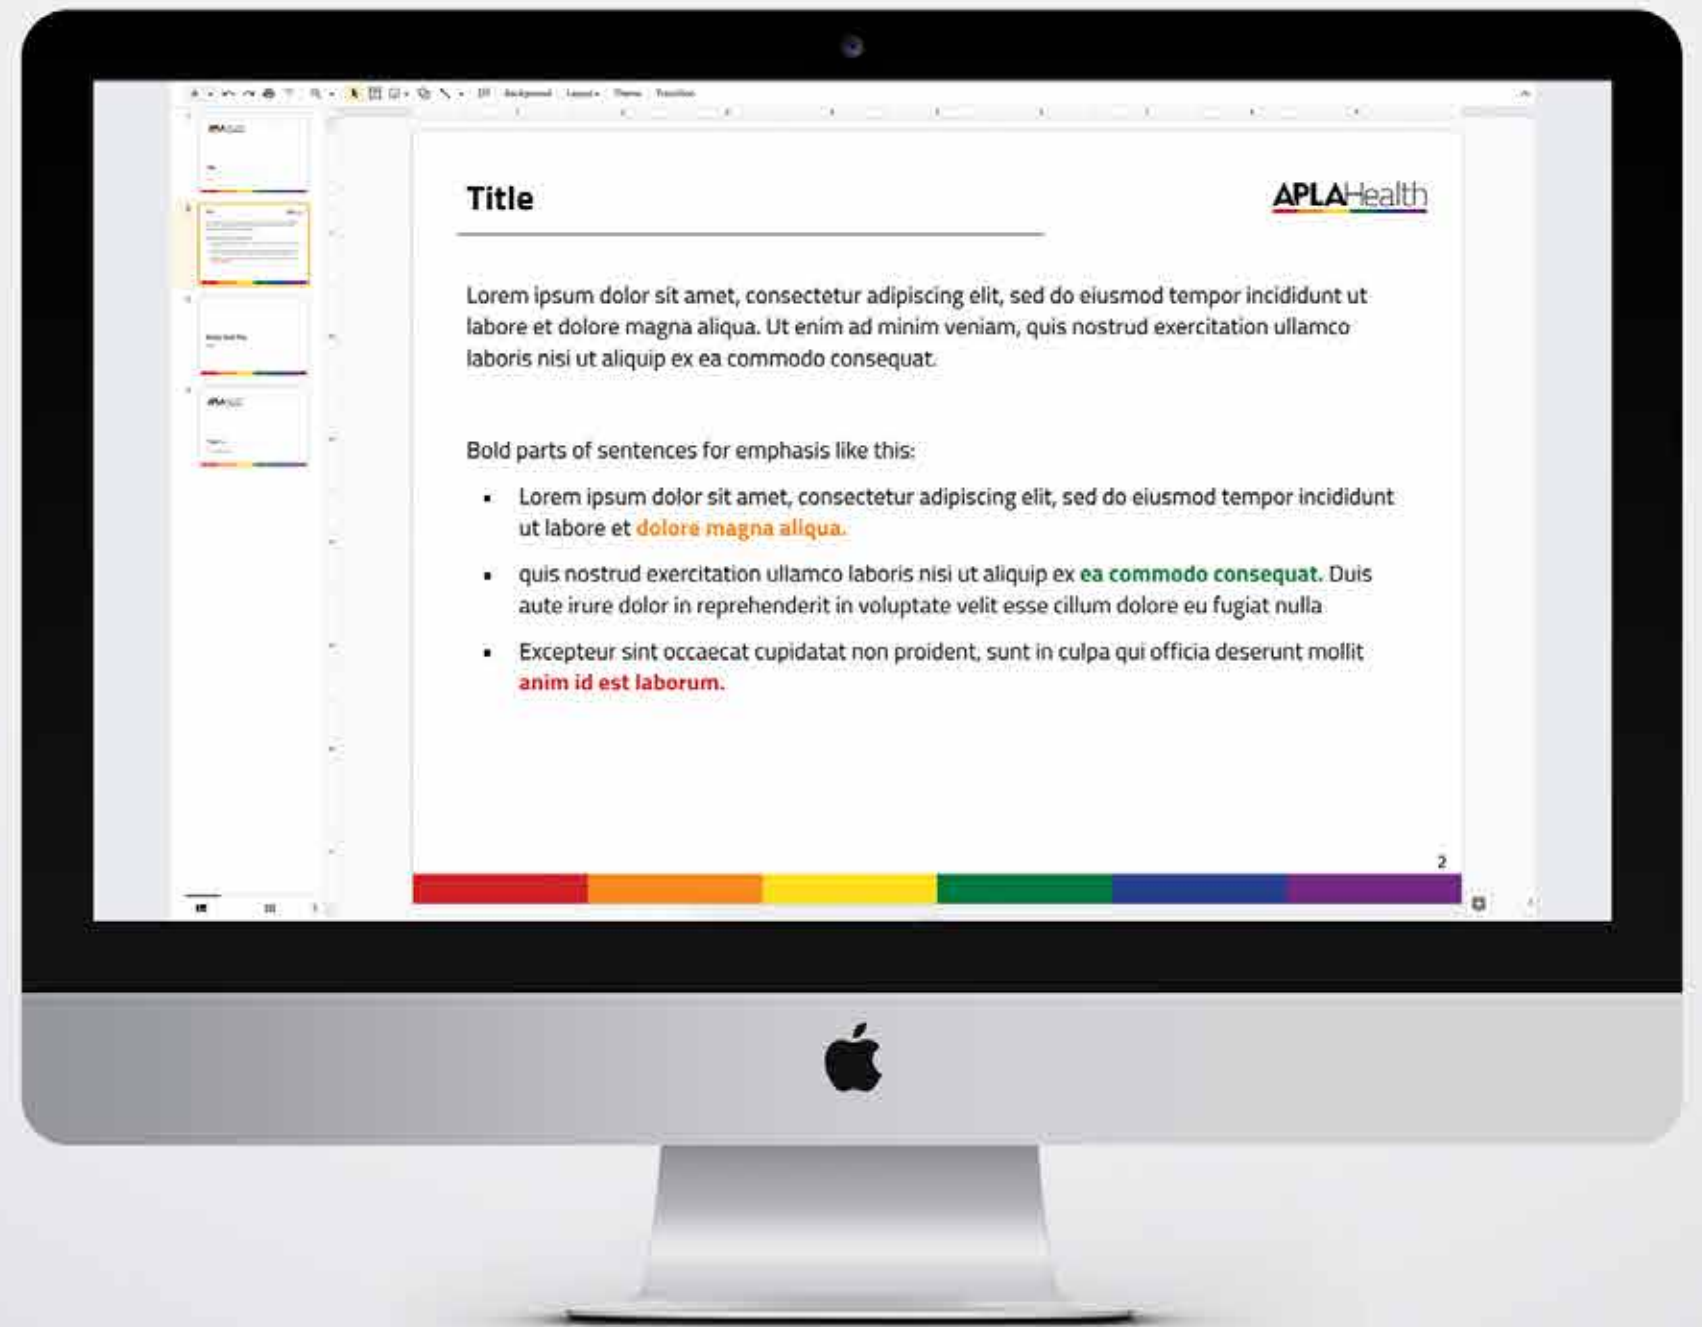 Background Layout Theme Transition
Title
APLAHealth
Lorem ipsum dolor sit amet, consectetur adipiscing elit, sed do eiusmod tempor incididunt ut
labore et dolore magna aliqua. Ut enim ad minim veniam, quis nostrud exercitation ullamco
laboris nisi ut aliquip ex ea commodo consequat.
Bold parts of sentences for emphasis like this:
▪ Lorem ipsum dolor sit amet, consectetur adipiscing elit, sed do eiusmod tempor incididunt
ut labore et dolore magna aliqua.
▪ quis nostrud exercitation ullamco laboris nisi ut aliquip ex ea commodo consequat. Duis
aute irure dolor in reprehenderit in voluptate velit esse cillum dolore eu fugiat nulla
▪ Excepteur sint occaecat cupidatat non proident, sunt in culpa qui officia deserunt mollit
anim id est laborum.
2